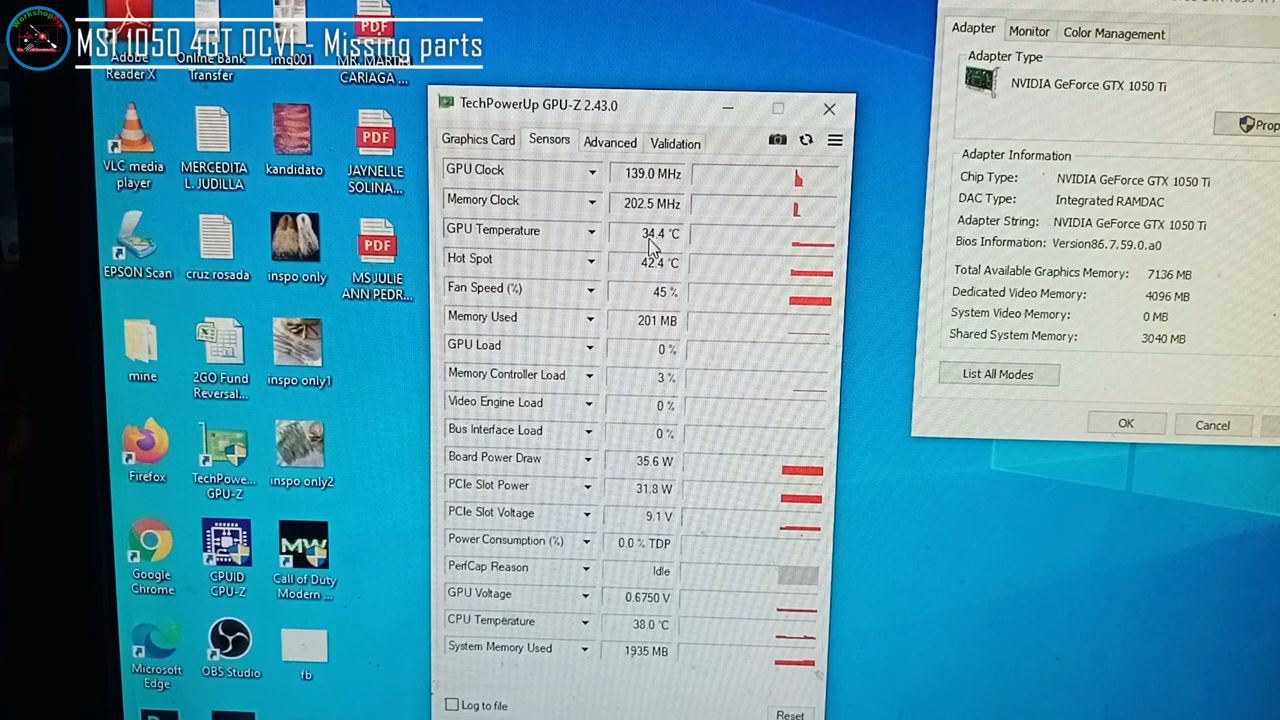 WorkshopFix
MSI 1050 4GT OCV1 - Missing parts
Adobe
Reader X
Online Bank
Transfer
img001
PDF
MR. MARK
CARIAGA ...
VLC media
player
MERCEDITA
L. JUDILLA
kandidato
PDF
JAYNELLE
SOLINA...
EPSON Scan
cruz rosada
inspo only
PDF
MS JULIE
ANN PEDR...
mine
2GO Fund
Reversal...
inspo only1
Firefox
TechPowe...
GPU-Z
inspo only2
Google
Chrome
CPUID
CPU-Z
MW
Call of Duty
Modern ...
Microsoft
Edge
OBS Studio
fb
TechPowerUp GPU-Z 2.43.0
Graphics Card Sensors Advanced Validation
GPU Clock 139.0 MHz
Memory Clock 202.5 MHz
GPU Temperature 34.4 °C
Hot Spot 42.4 °C
Fan Speed (%) 45 %
Memory Used 201 MB
GPU Load 0 %
Memory Controller Load 3 %
Video Engine Load 0 %
Bus Interface Load 0 %
Board Power Draw 35.6 W
PCIe Slot Power 31.8 W
PCIe Slot Voltage 9.1 V
Power Consumption (%) 0.0 % TDP
PerfCap Reason Idle
GPU Voltage 0.6750 V
CPU Temperature 38.0 °C
System Memory Used 1935 MB
Log to file
Reset
Adapter Monitor Color Management
Adapter Type
NVIDIA GeForce GTX 1050 Ti
Prop
Adapter Information
Chip Type: NVIDIA GeForce GTX 1050 Ti
DAC Type: Integrated RAMDAC
Adapter String: NVIDIA GeForce GTX 1050 Ti
Bios Information: Version86.7.59.0.a0
Total Available Graphics Memory: 7136 MB
Dedicated Video Memory: 4096 MB
System Video Memory: 0 MB
Shared System Memory: 3040 MB
List All Modes
OK
Cancel